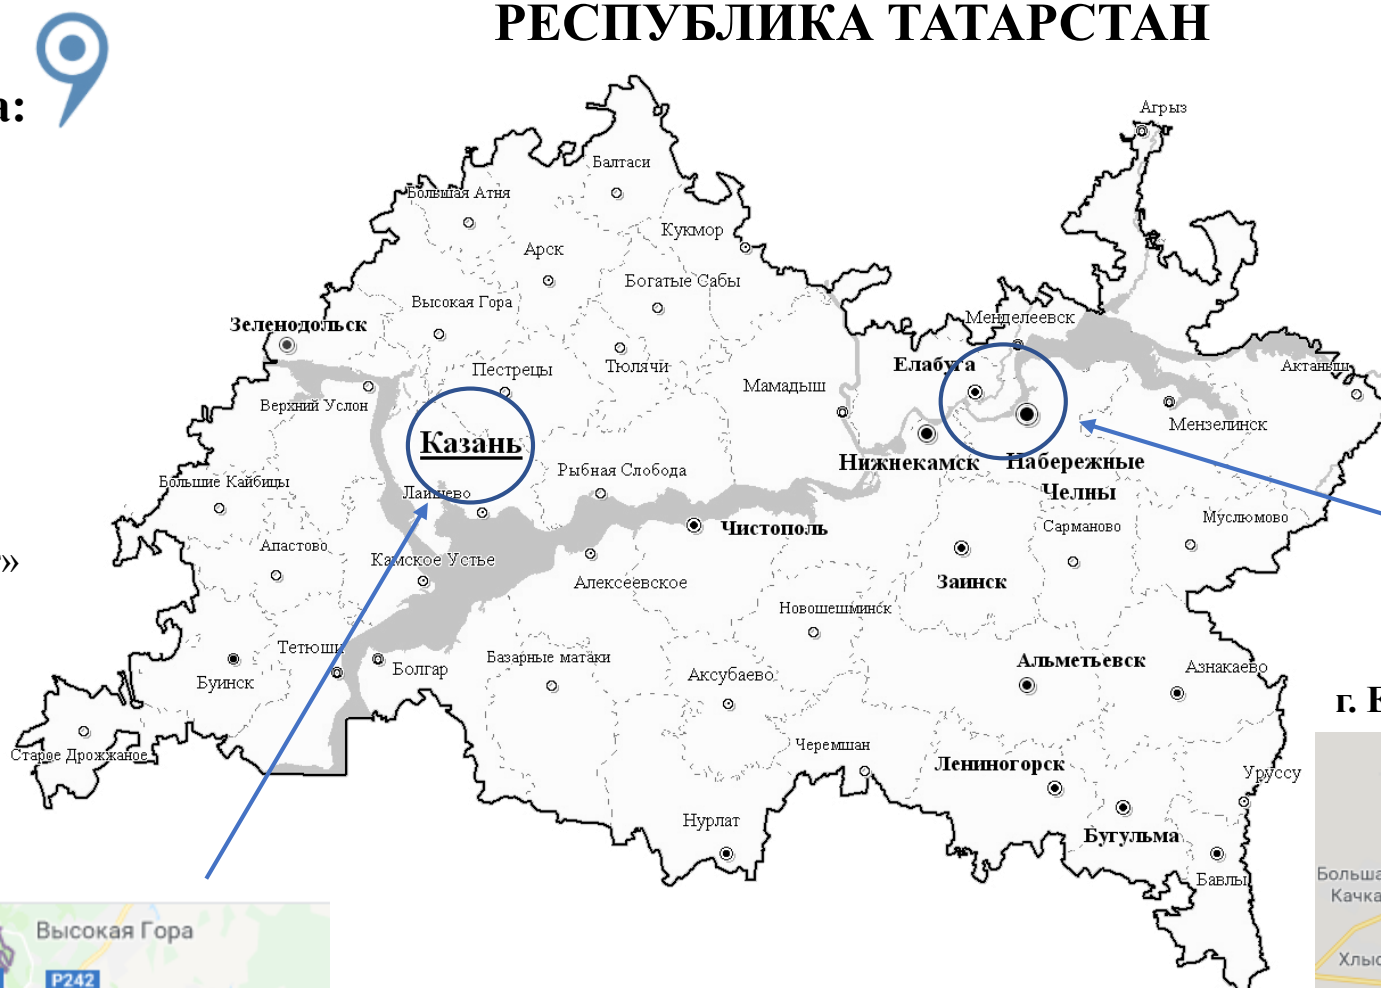 РЕСПУБЛИКА ТАТАРСТАН
а:
Агрыз
Балтаси
Большая Атня
Кукмор
Арск
Богатые Сабы
Высокая Гора
Менделеевск
Зеленодольск
Елабуга
Тюлячи
Пестрецы
Актаныш
Мамадыш
Верхний Услон
Мензелинск
Казань
Нижнекамск
Набережные
Челны
Рыбная Слобода
Большие Кайбицы
Лаишево
Муслюмово
Сарманово
Чистополь
Апастово
Камское Устье
»
Алексеевское
Заинск
Новошешминск
Тетюши
Базарные матаки
Болгар
Альметьевск
Азнакаево
Аксубаево
Буинск
г. Е
Черемшан
Старое Дрожжаное
Лениногорск
Уруссу
Нурлат
Бугульма
Бавлы
Больша
Качка
Высокая Гора
Хлыс
P242